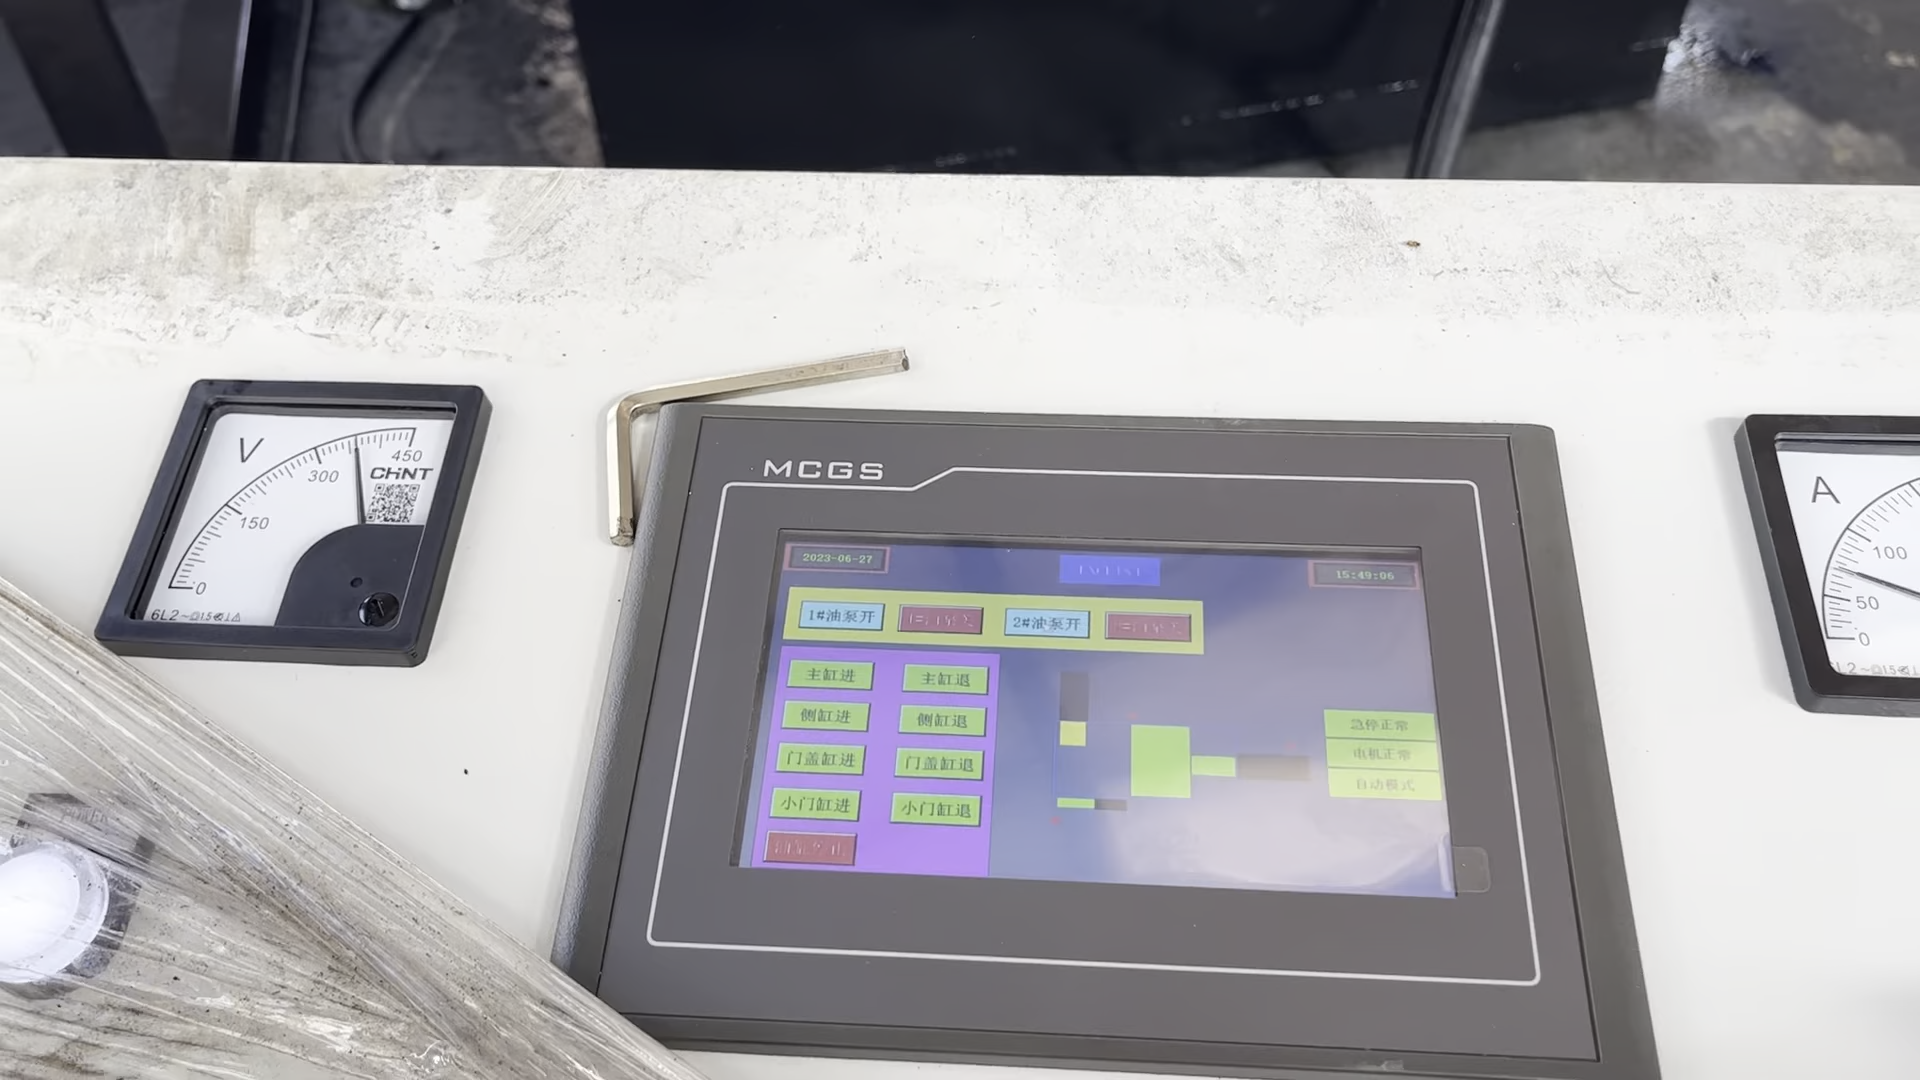 V
450
300
CHNT
150
0
6L2
MCGS
2023-06-27
15:49:06
1#油泵开
2#油泵开
主缸进
主缸退
侧缸进
侧缸退
门盖缸进
门盖缸退
小门缸进
小门缸退
急停正常
电机正常
自动模式
A
100
50
0
POWER